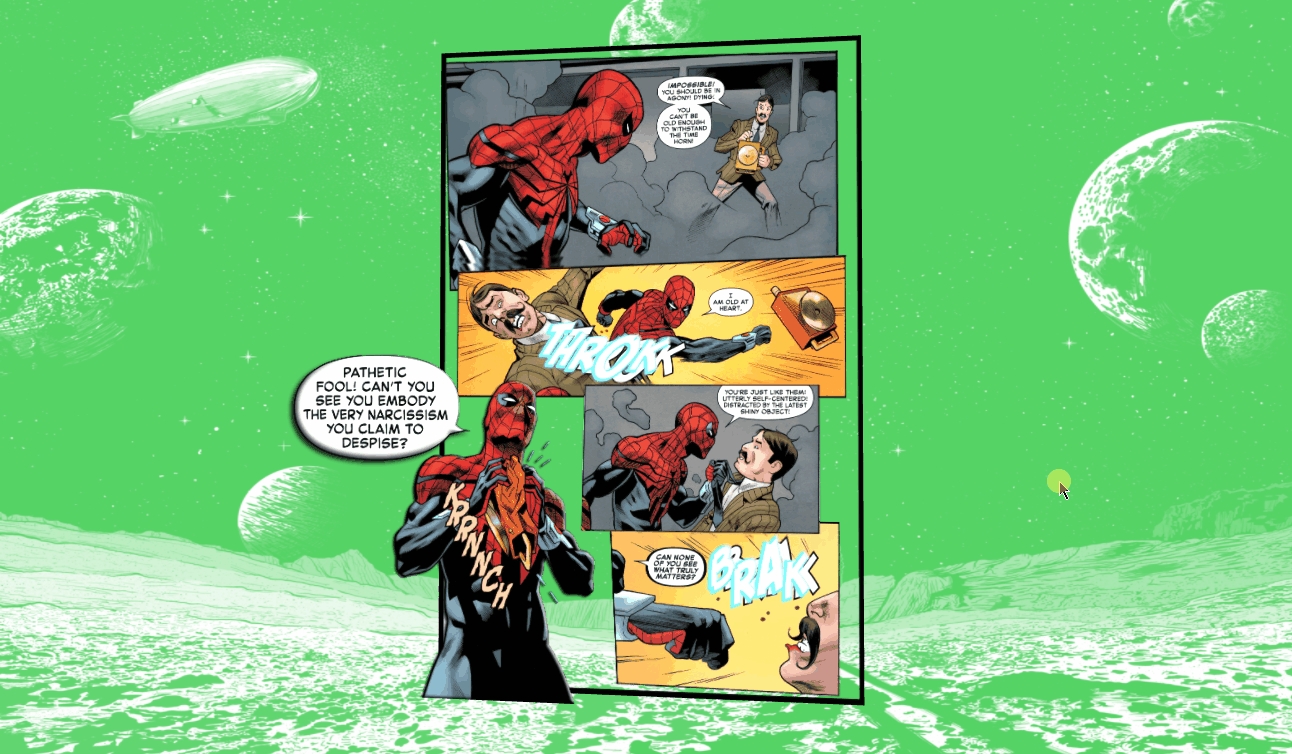 IMPOSSIBLE!
YOU SHOULD BE IN
AGONY! DYING!
YOU
CAN'T BE
OLD ENOUGH
TO WITHSTAND
THE TIME
HORN!
I
AM OLD AT
HEART.
THROKK
PATHETIC
FOOL! CAN'T YOU
SEE YOU EMBODY
THE VERY NARCISSISM
YOU CLAIM TO
DESPISE?
KRRNNCH
YOU'RE JUST LIKE THEM!
UTTERLY SELF-CENTERED!
DISTRACTED BY THE LATEST
SHINY OBJECT!
CAN NONE
OF YOU SEE
WHAT TRULY
MATTERS?
BRAKK